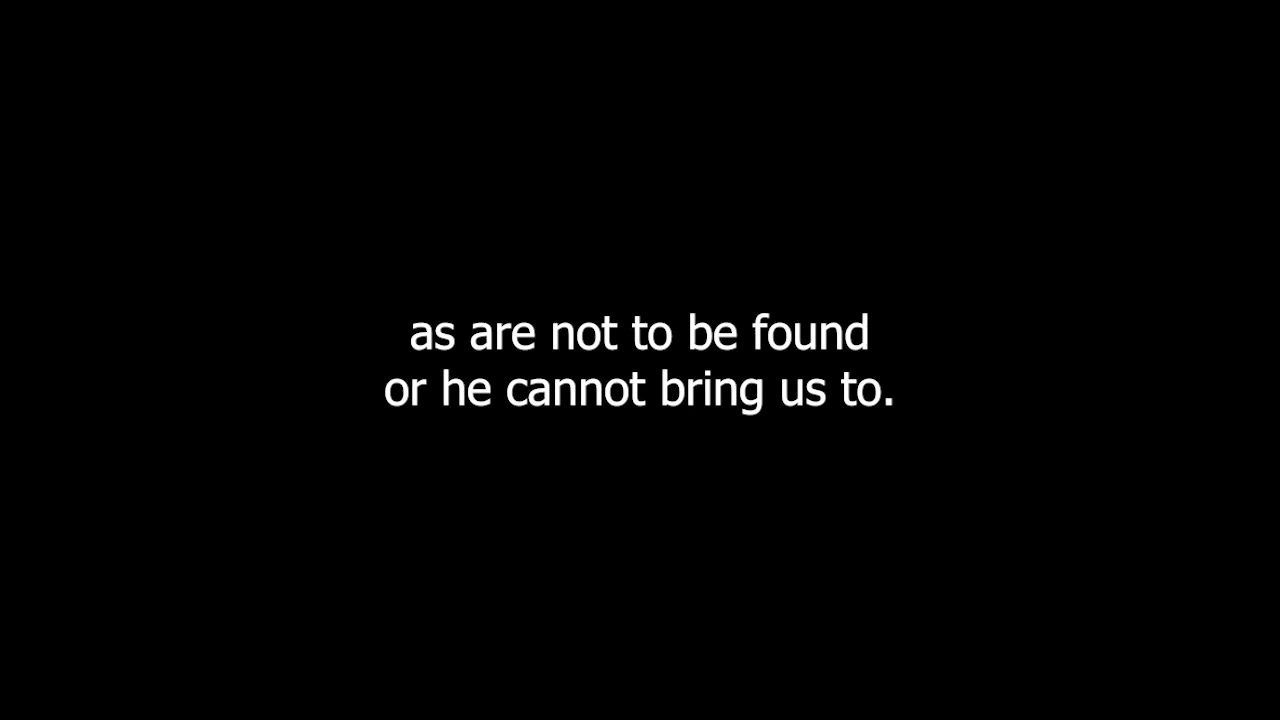 as are not to be found
or he cannot bring us to.